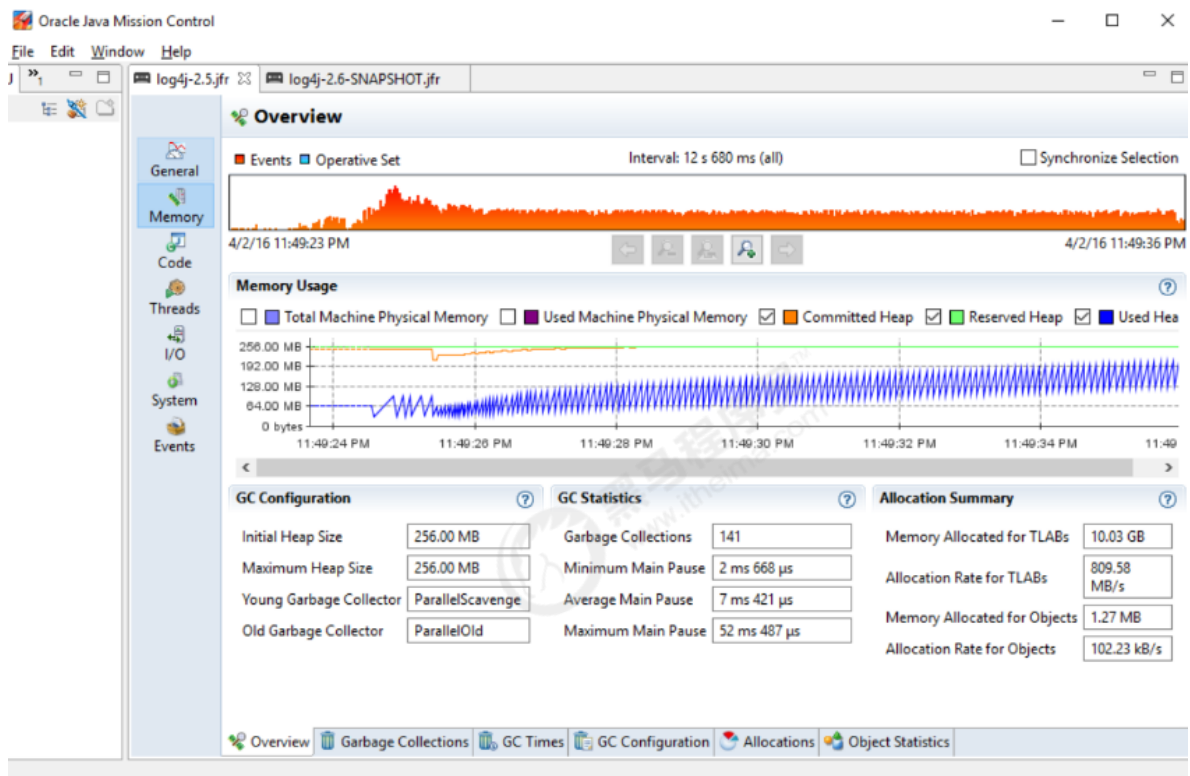 Oracle Java Mission Control
File Edit Window Help
»1 log4j-2.5.jfr log4j-2.6-SNAPSHOT.jfr
Overview
General
Memory
Code
Threads
I/O
System
Events
Events Operative Set Interval: 12 s 680 ms (all) Synchronize Selection
4/2/16 11:49:23 PM 4/2/16 11:49:36 PM
Memory Usage
Total Machine Physical Memory Used Machine Physical Memory Committed Heap Reserved Heap Used Hea
256.00 MB
192.00 MB
128.00 MB
64.00 MB
0 bytes
11:49:24 PM 11:49:26 PM 11:49:28 PM 11:49:30 PM 11:49:32 PM 11:49:34 PM 11:49
GC Configuration
Initial Heap Size 256.00 MB
Maximum Heap Size 256.00 MB
Young Garbage Collector ParallelScavenge
Old Garbage Collector ParallelOld
GC Statistics
Garbage Collections 141
Minimum Main Pause 2 ms 668 µs
Average Main Pause 7 ms 421 µs
Maximum Main Pause 52 ms 487 µs
Allocation Summary
Memory Allocated for TLABs 10.03 GB
Allocation Rate for TLABs 809.58
MB/s
Memory Allocated for Objects 1.27 MB
Allocation Rate for Objects 102.23 kB/s
黑马程序员
www.itheima.com
Overview Garbage Collections GC Times GC Configuration Allocations Object Statistics